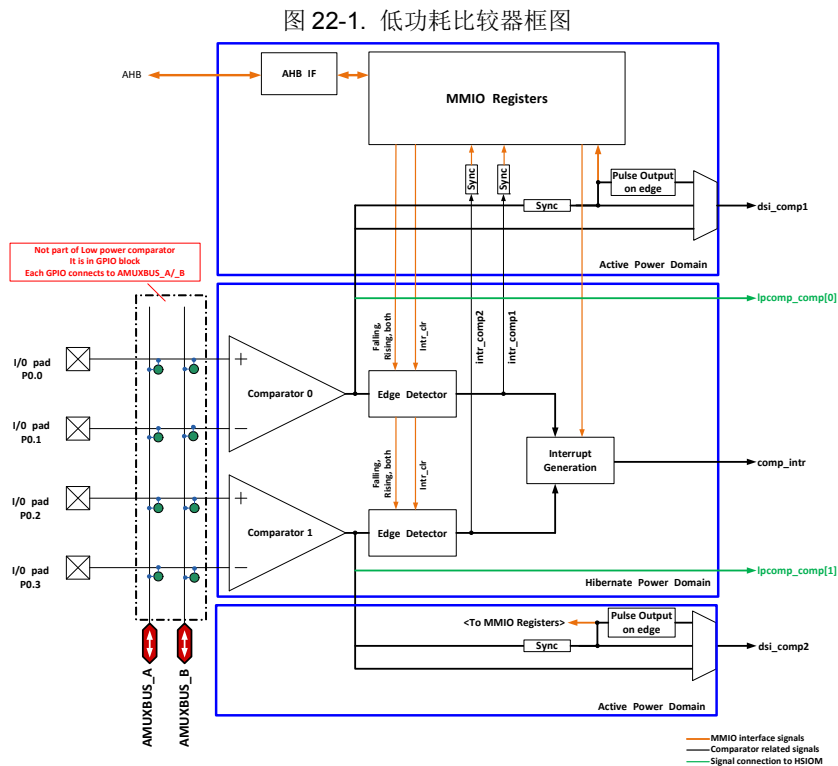 图 22-1. 低功耗比较器框图
AHB
AHB IF
MMIO Registers
Sync
Sync
Pulse Output
on edge
Sync
dsi_comp1
Active Power Domain
Not part of Low power comparator
It is in GPIO block
Each GPIO connects to AMUXBUS_A/_B
lpcomp_comp[0]
Falling,
Rising, both
Intr_clr
intr_comp2
intr_comp1
I/0 pad
P0.0
+
Comparator 0
Edge Detector
I/0 pad
P0.1
−
Interrupt
Generation
comp_intr
Falling,
Rising, both
Intr_clr
I/0 pad
P0.2
+
Comparator 1
Edge Detector
I/0 pad
P0.3
−
lpcomp_comp[1]
Hibernate Power Domain
<To MMIO Registers>
Pulse Output
on edge
Sync
dsi_comp2
AMUXBUS_A
AMUXBUS_B
Active Power Domain
MMIO interface signals
Comparator related signals
Signal connection to HSIOM